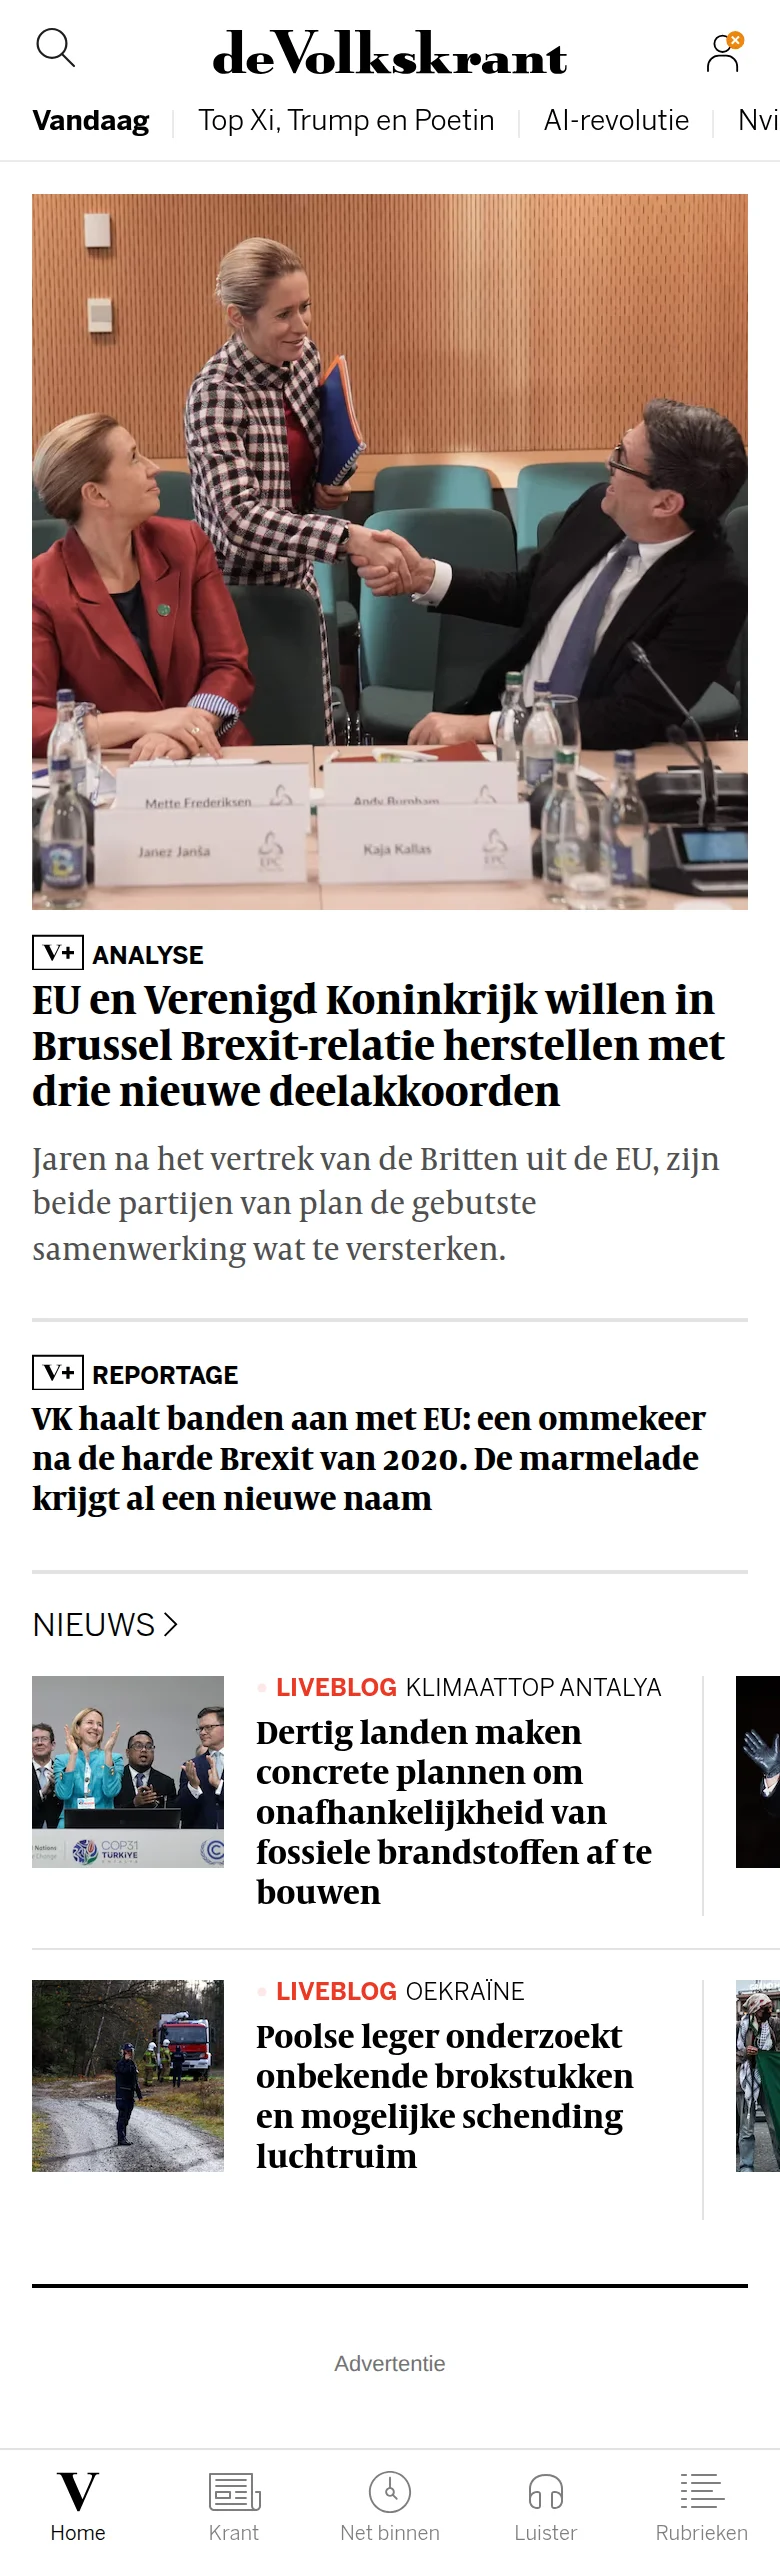 deVolkskrant
Vandaag
Top Xi, Trump en Poetin
AI-revolutie
Nvi
Mette Frederiksen
Andy Burnham
Janez Janša
EPC
Kaja Kallas
EPC
V+ ANALYSE
EU en Verenigd Koninkrijk willen in
Brussel Brexit-relatie herstellen met
drie nieuwe deelakkoorden
Jaren na het vertrek van de Britten uit de EU, zijn
beide partijen van plan de gebutste
samenwerking wat te versterken.
V+ REPORTAGE
VK haalt banden aan met EU: een ommekeer
na de harde Brexit van 2020. De marmelade
krijgt al een nieuwe naam
NIEUWS
LIVEBLOG KLIMAATTOP ANTALYA
Dertig landen maken
concrete plannen om
onafhankelijkheid van
fossiele brandstoffen af te
bouwen
Nations
COP31
TÜRKİYE
LIVEBLOG OEKRAÏNE
Poolse leger onderzoekt
onbekende brokstukken
en mogelijke schending
luchtruim
Advertentie
V
Home
Krant
Net binnen
Luister
Rubrieken